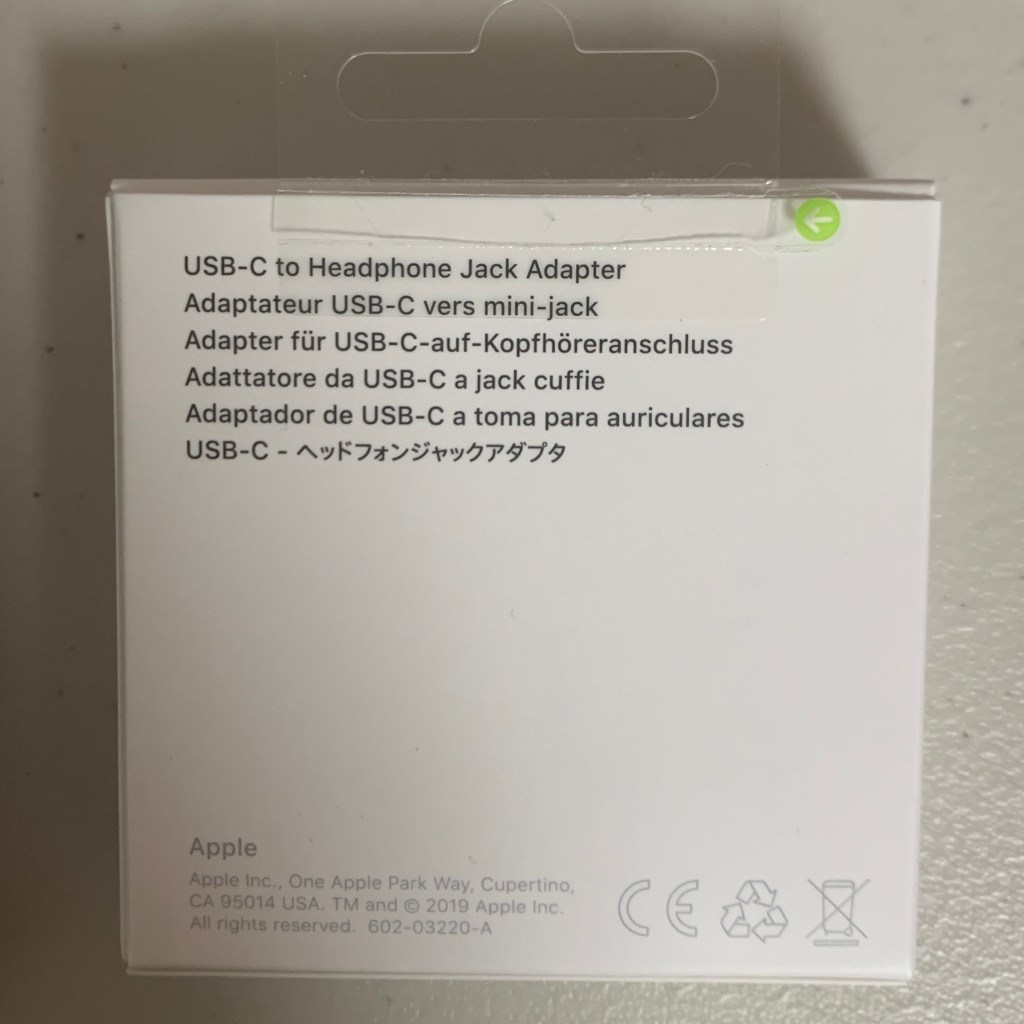 USB-C to Headphone Jack Adapter
Adaptateur USB-C vers mini-jack
Adapter für USB-C-auf-Kopfhöreranschluss
Adattatore da USB-C a jack cuffie
Adaptador de USB-C a toma para auriculares
USB-C - ヘッドフォンジャックアダプタ
Apple
Apple Inc., One Apple Park Way, Cupertino,
CA 95014 USA. TM and © 2019 Apple Inc.
All rights reserved. 602-03220-A
CE